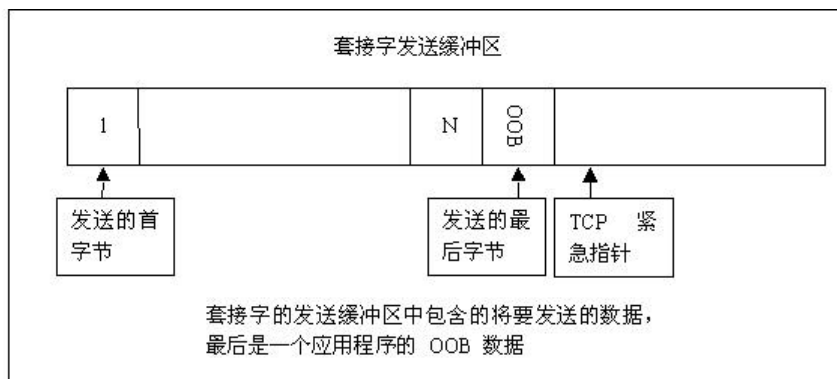 套接字发送缓冲区
1
N
OOB
发送的首
字节
发送的最
后字节
TCP 紧
急指针
套接字的发送缓冲区中包含的将要发送的数据，
最后是一个应用程序的 OOB 数据